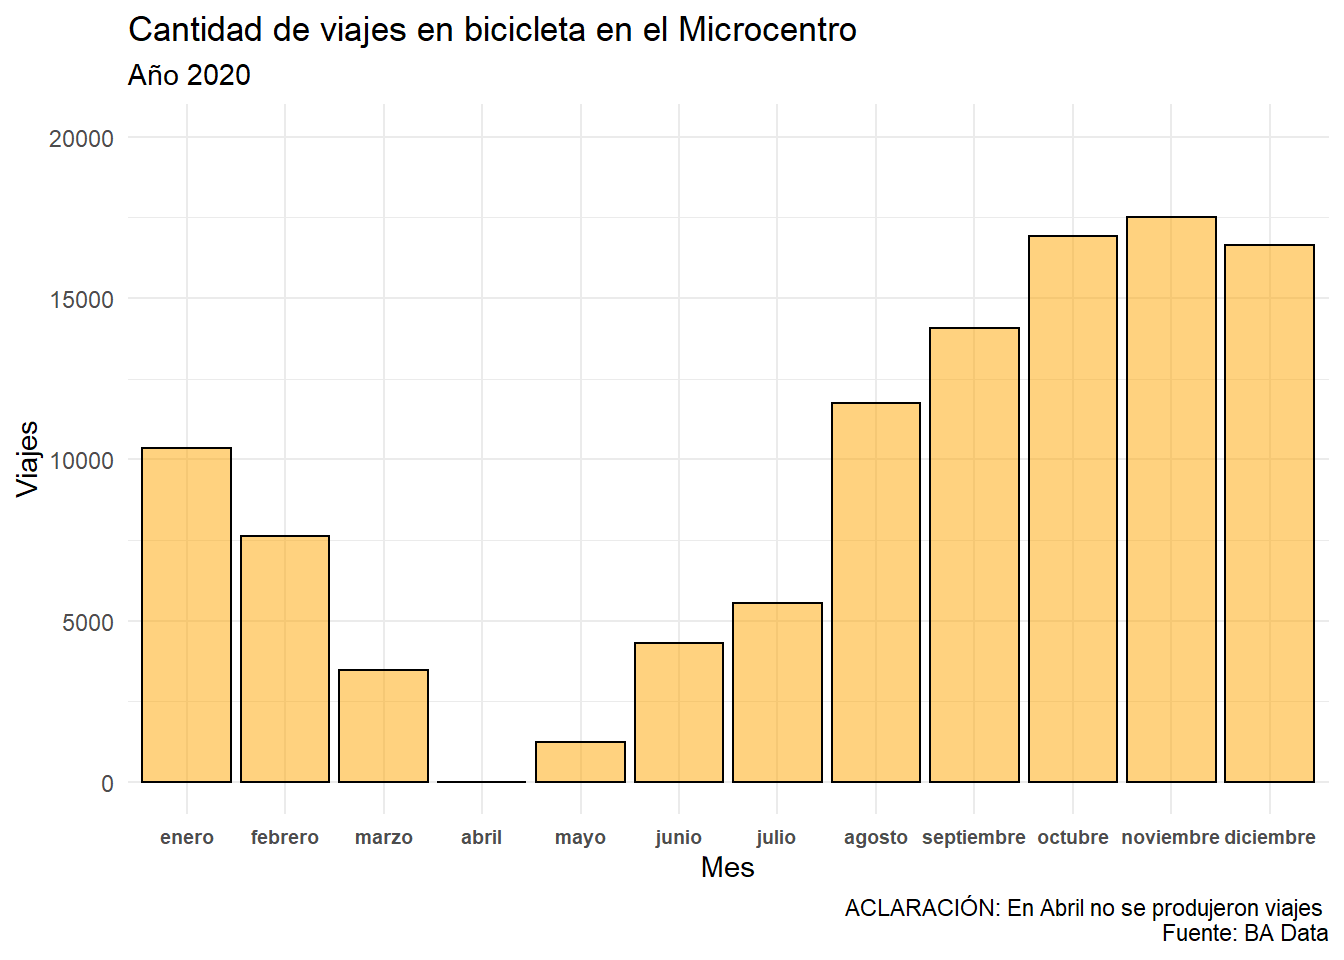 Cantidad de viajes en bicicleta en el Microcentro
Año 2020
Viajes
20000
15000
10000
5000
0
enero febrero marzo abril mayo junio julio agosto septiembre octubre noviembre diciembre
Mes
ACLARACIÓN: En Abril no se produjeron viajes
Fuente: BA Data